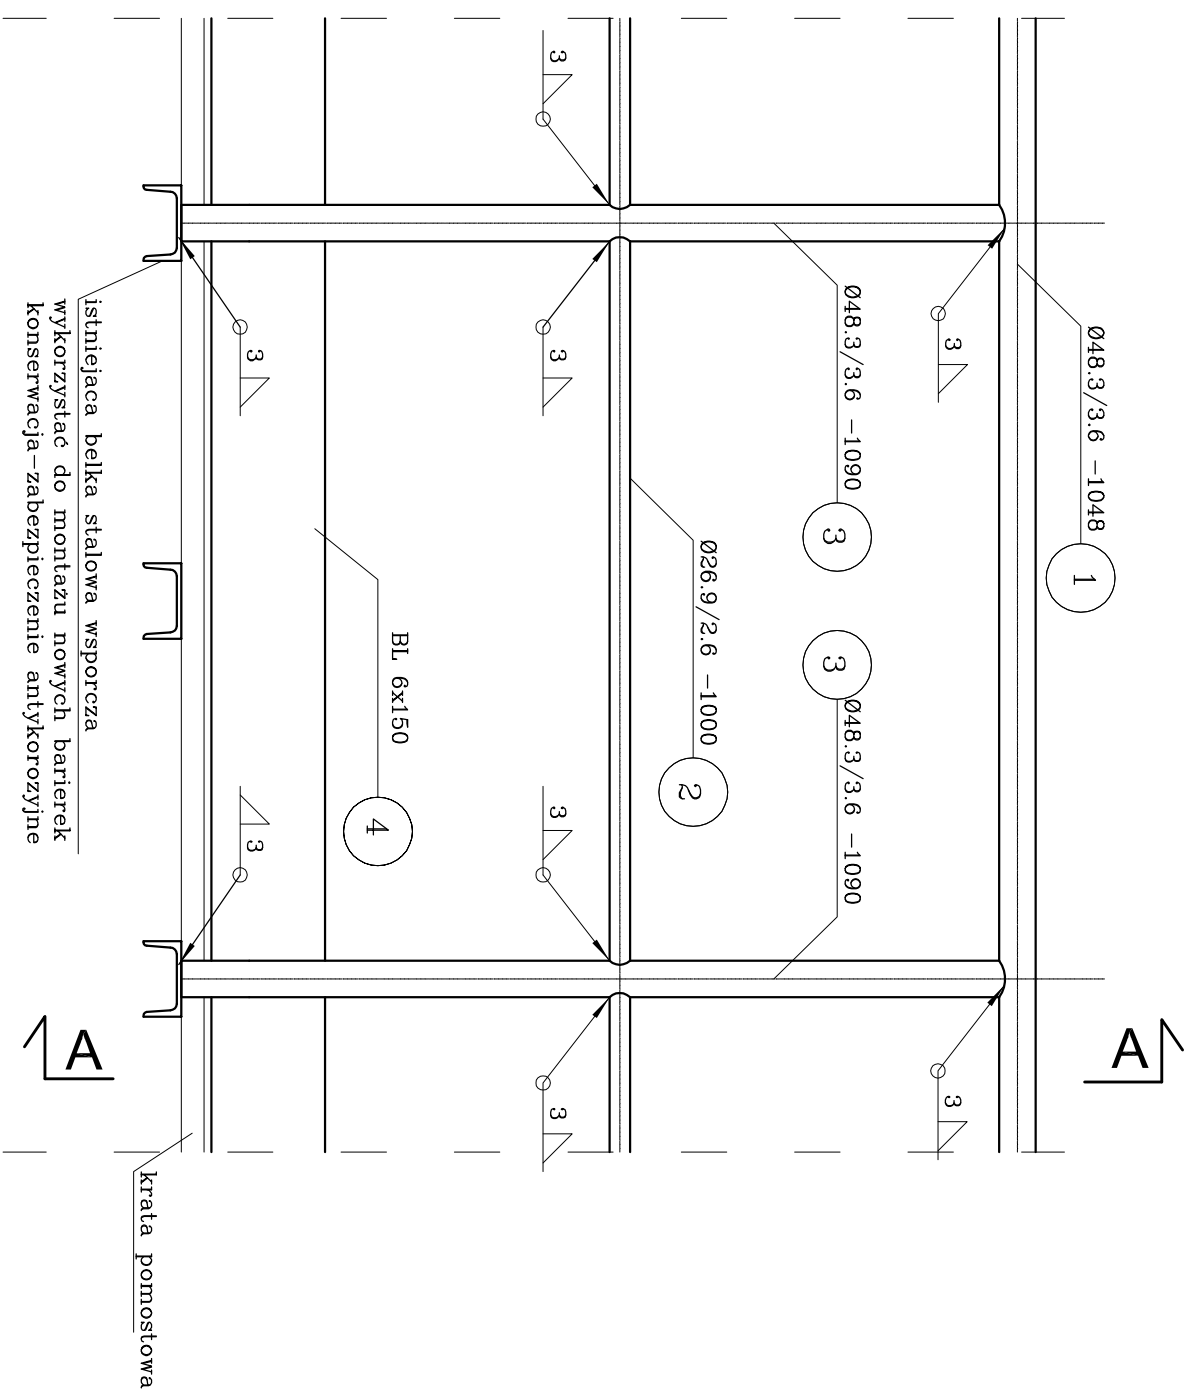 Ø48.3/3.6 -1048
1
Ø48.3/3.6 -1090
3
3
Ø48.3/3.6 -1090
Ø26.9/2.6 -1000
2
BL 6x150
4
3
3
3
3
3
3
3
3
istniejaca belka stalowa wsporcza
wykorzystać do montażu nowych barierek
konserwacja-zabezpieczenie antykorozyjne
krata pomostowa
A
A